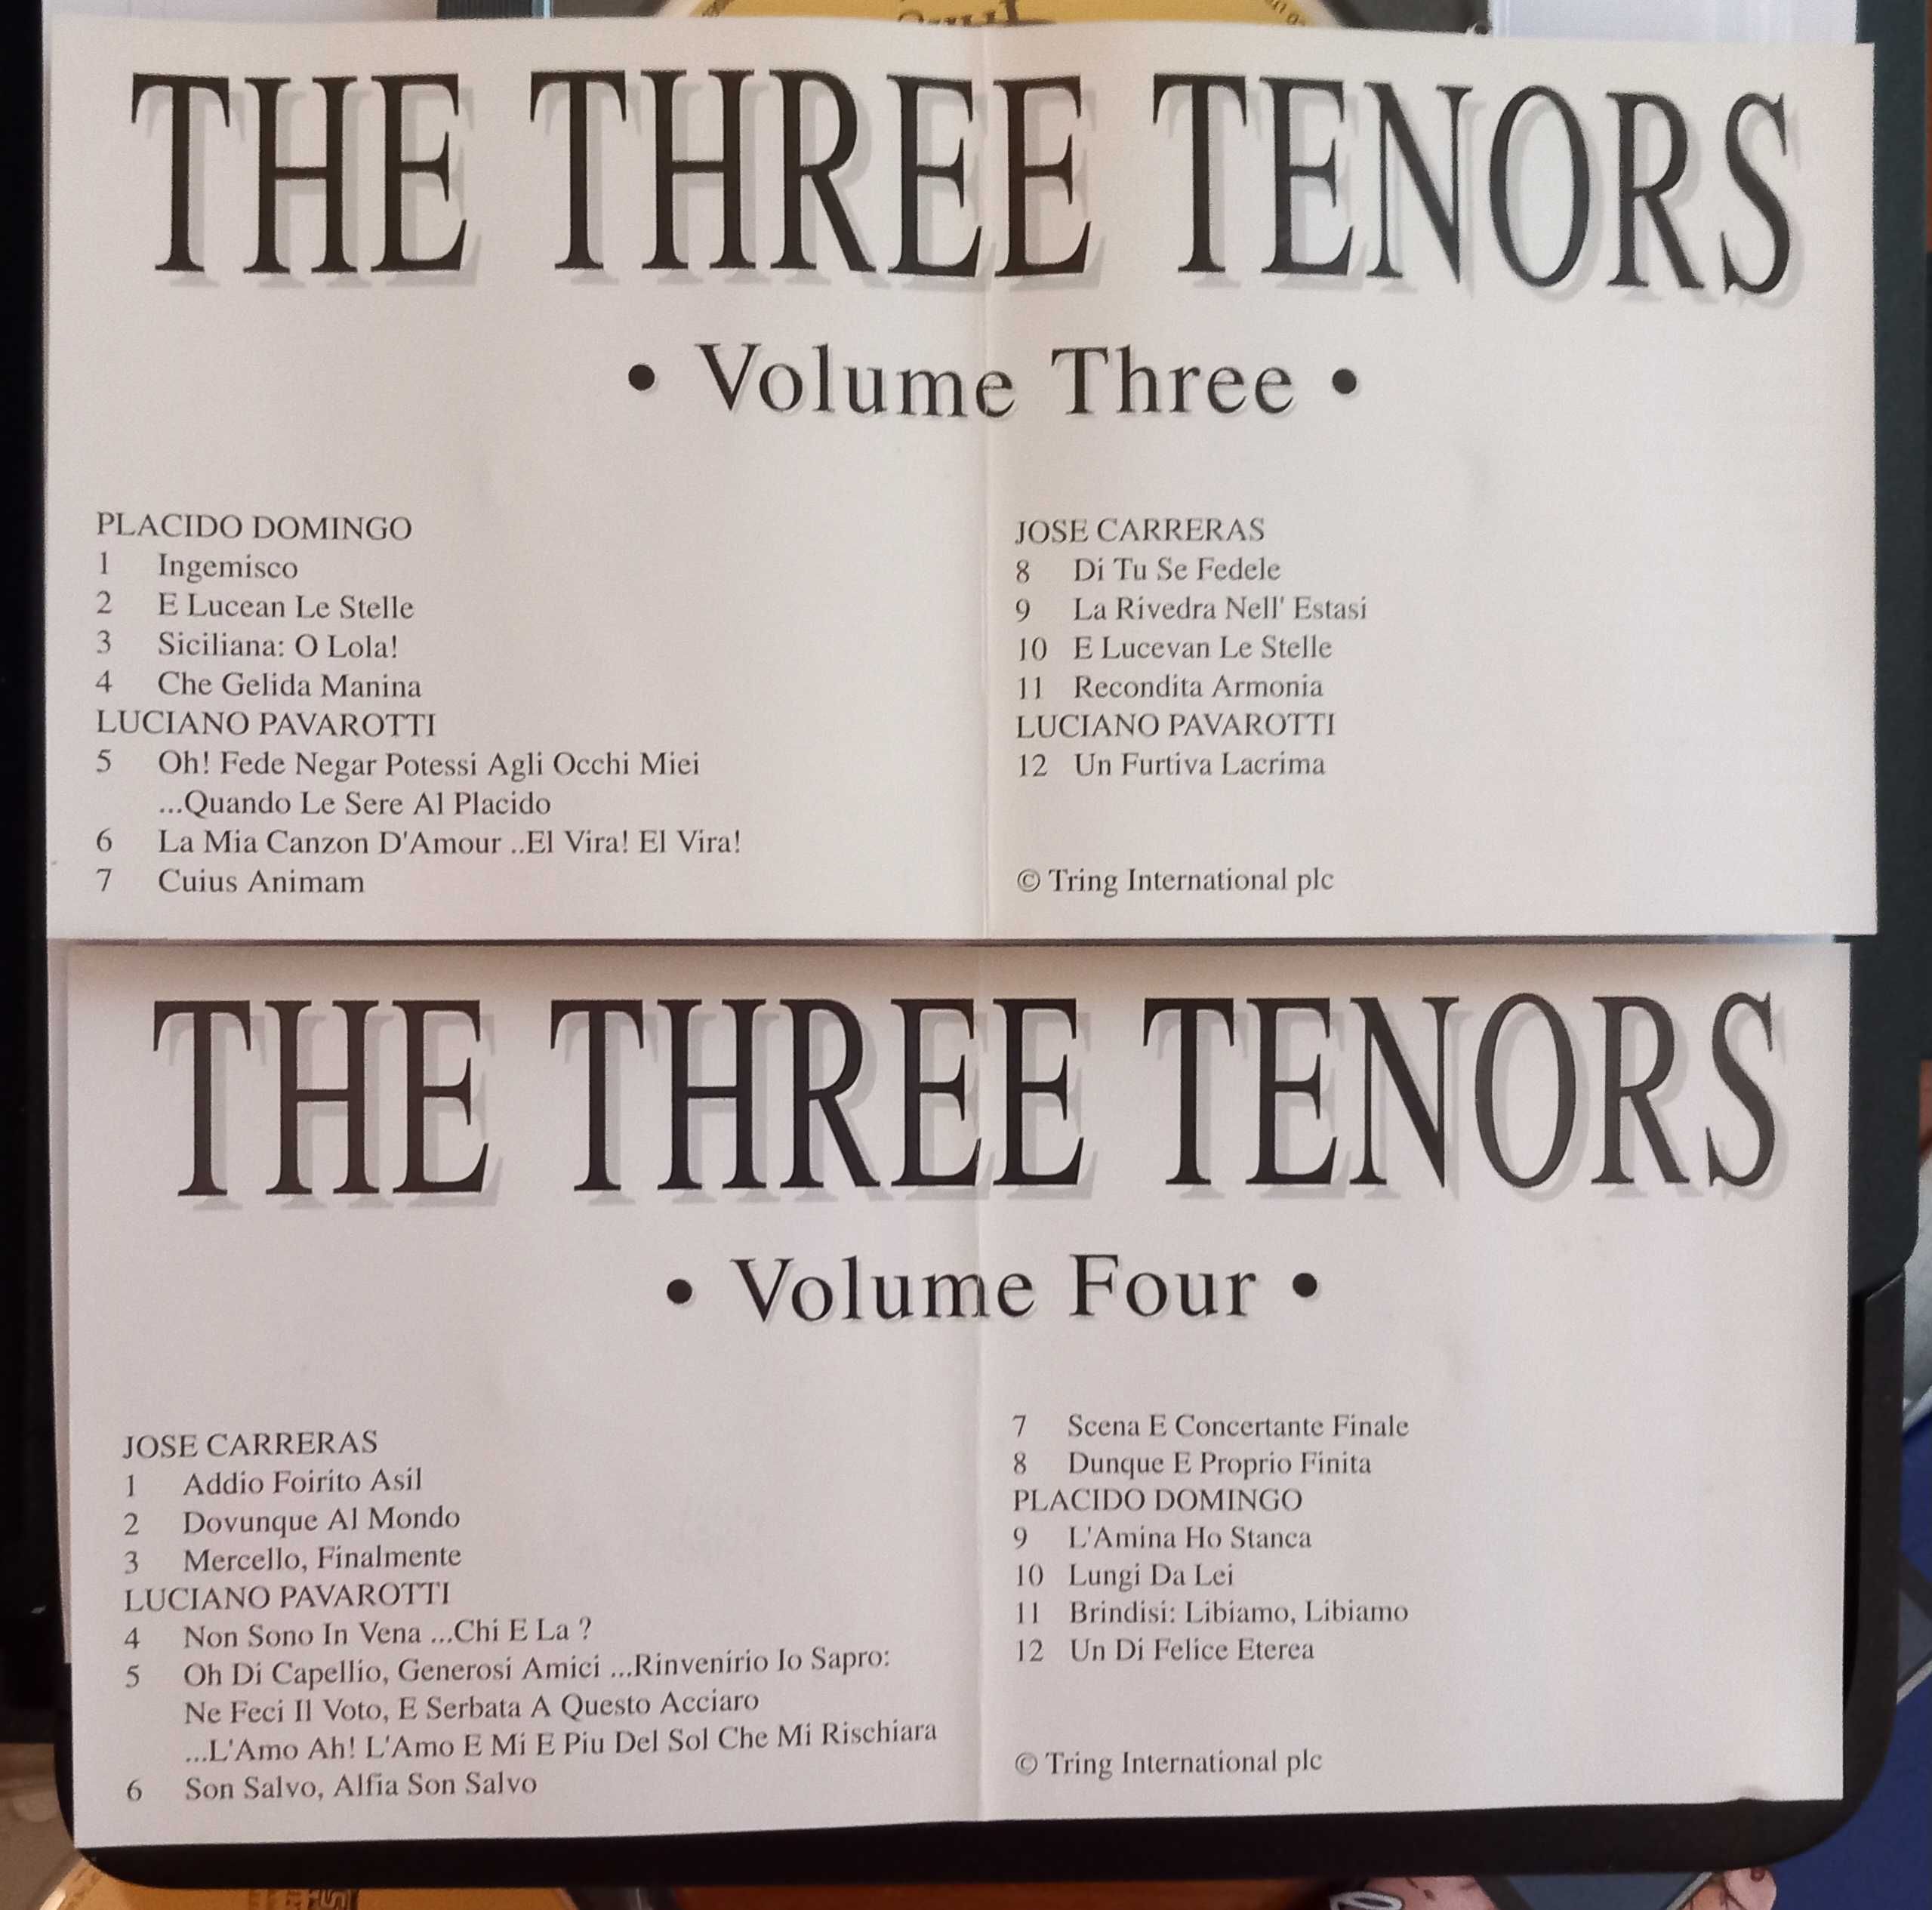 THE THREE TENORS
• Volume Three •
PLACIDO DOMINGO
1 Ingemisco
2 E Lucean Le Stelle
3 Siciliana: O Lola!
4 Che Gelida Manina
LUCIANO PAVAROTTI
5 Oh! Fede Negar Potessi Agli Occhi Miei
...Quando Le Sere Al Placido
6 La Mia Canzon D'Amour ..El Vira! El Vira!
7 Cuius Animam
JOSE CARRERAS
8 Di Tu Se Fedele
9 La Rivedra Nell' Estasi
10 E Lucevan Le Stelle
11 Recondita Armonia
LUCIANO PAVAROTTI
12 Un Furtiva Lacrima
© Tring International plc
THE THREE TENORS
• Volume Four •
JOSE CARRERAS
1 Addio Foirito Asil
2 Dovunque Al Mondo
3 Mercello, Finalmente
LUCIANO PAVAROTTI
4 Non Sono In Vena ...Chi E La ?
5 Oh Di Capellio, Generosi Amici ...Rinvenirio Io Sapro:
Ne Feci Il Voto, E Serbata A Questo Acciaro
...L'Amo Ah! L'Amo E Mi E Piu Del Sol Che Mi Rischiara
6 Son Salvo, Alfia Son Salvo
7 Scena E Concertante Finale
8 Dunque E Proprio Finita
PLACIDO DOMINGO
9 L'Amina Ho Stanca
10 Lungi Da Lei
11 Brindisi: Libiamo, Libiamo
12 Un Di Felice Eterea
© Tring International plc